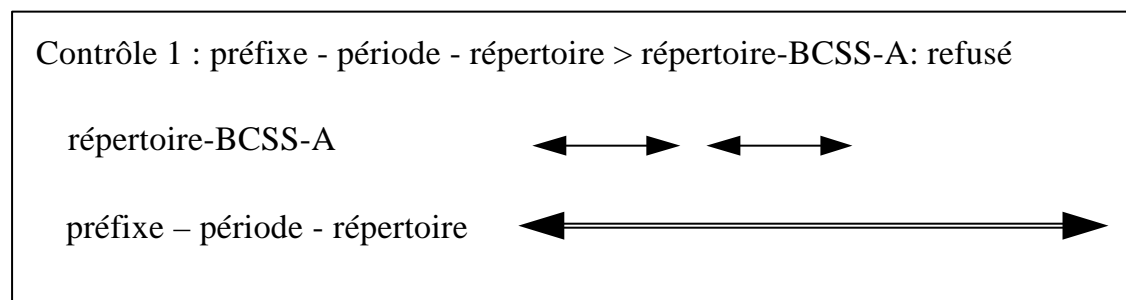 Contrôle 1 : préfixe - période - répertoire > répertoire-BCSS-A: refusé
répertoire-BCSS-A
préfixe – période - répertoire